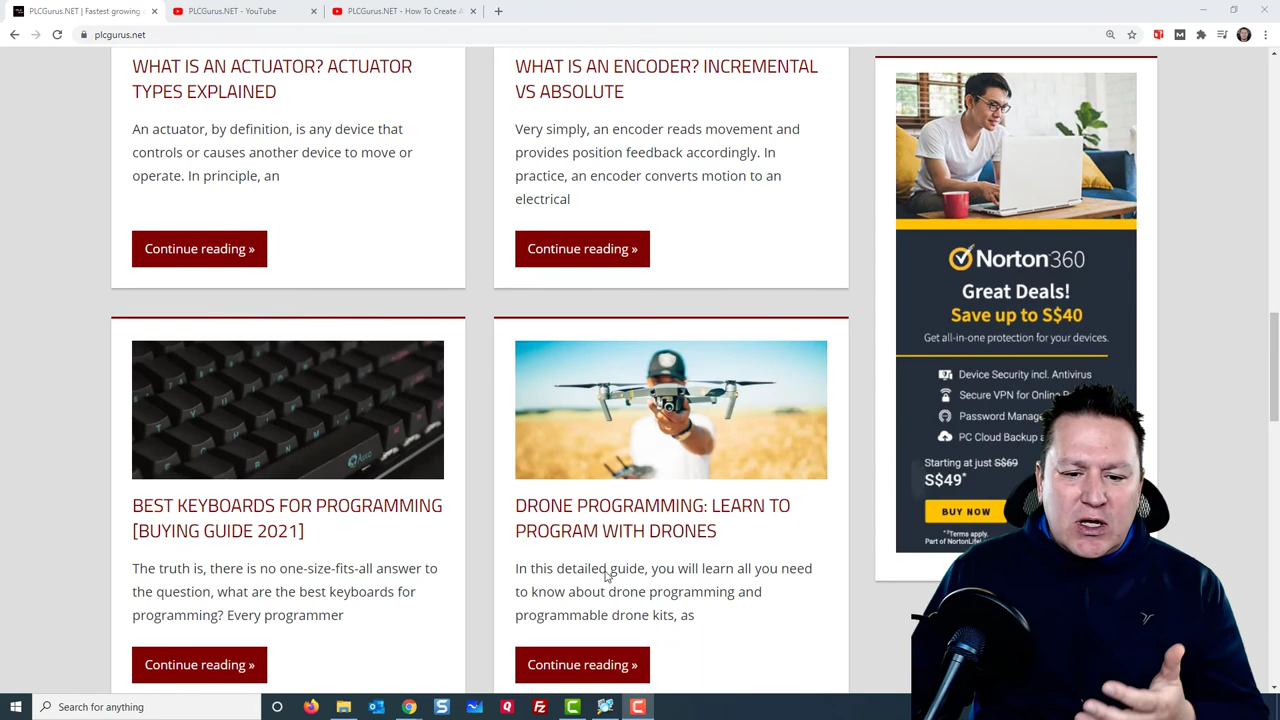 PLCGurus.NET | Fastest growing
PLCGurus.NET - YouTube
PLCGurus.NET - How To Create A
plcgurus.net
WHAT IS AN ACTUATOR? ACTUATOR
TYPES EXPLAINED
An actuator, by definition, is any device that
controls or causes another device to move or
operate. In principle, an
Continue reading »
WHAT IS AN ENCODER? INCREMENTAL
VS ABSOLUTE
Very simply, an encoder reads movement and
provides position feedback accordingly. In
practice, an encoder converts motion to an
electrical
Continue reading »
BEST KEYBOARDS FOR PROGRAMMING
[BUYING GUIDE 2021]
The truth is, there is no one-size-fits-all answer to
the question, what are the best keyboards for
programming? Every programmer
Continue reading »
DRONE PROGRAMMING: LEARN TO
PROGRAM WITH DRONES
In this detailed guide, you will learn all you need
to know about drone programming and
programmable drone kits, as
Continue reading »
Norton360
Great Deals!
Save up to S$40
Get all-in-one protection for your devices.
Device Security incl. Antivirus
Secure VPN for Online
Password
PC Cloud Backup
Starting at just S$69
S$49*
BUY NOW
*Terms apply.
Part of NortonLife
Search for anything